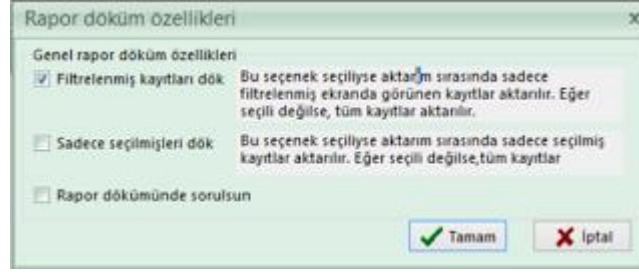 Rapor döküm özellikleri
Genel rapor döküm özellikleri
Filtrelenmiş kayıtları dök
Bu seçenek seçiliyse aktarım sırasında sadece
filtrelenmiş ekranda görünen kayıtlar aktarılır. Eğer
seçili değilse, tüm kayıtlar aktarılır.
Sadece seçilmişleri dök
Bu seçenek seçiliyse aktarım sırasında sadece seçilmiş
kayıtlar aktarılır. Eğer seçili değilse,tüm kayıtlar
Rapor dökümünde sorulsun
Tamam
İptal